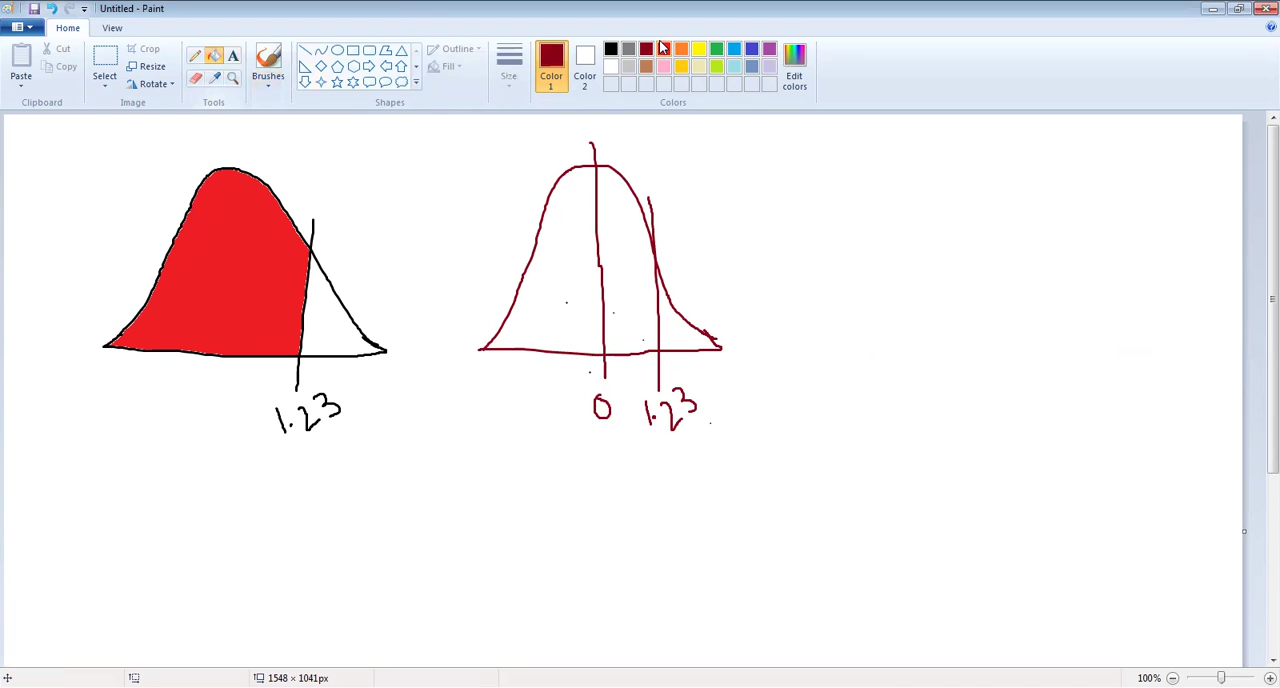 Untitled - Paint
Home
View
Paste
Cut
Copy
Clipboard
Select
Crop
Resize
Rotate
Image
Tools
Brushes
Shapes
Outline
Fill
Size
Color 1
Color 2
Edit colors
Colors
1.23
0
1.23
1548 × 1041px
100%